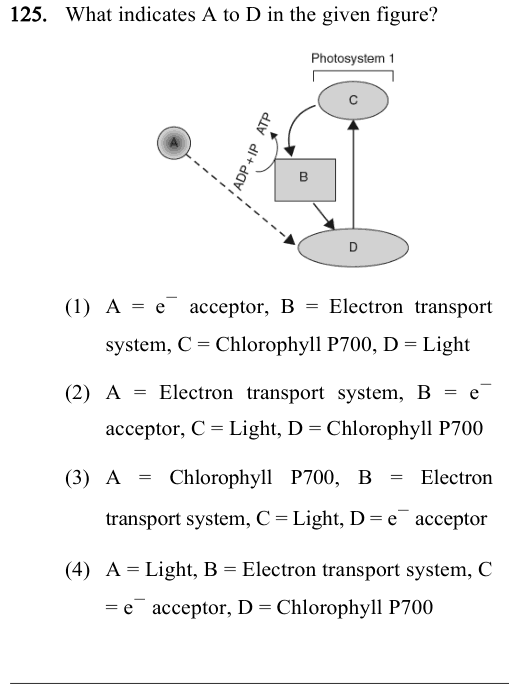 125. What indicates A to D in the given figure?
Photosystem 1
C
A
ADP + IP ATP
B
D
(1) A = e⁻ acceptor, B = Electron transport
system, C = Chlorophyll P700, D = Light
(2) A = Electron transport system, B = e⁻
acceptor, C = Light, D = Chlorophyll P700
(3) A = Chlorophyll P700, B = Electron
transport system, C = Light, D = e⁻ acceptor
(4) A = Light, B = Electron transport system, C
= e⁻ acceptor, D = Chlorophyll P700